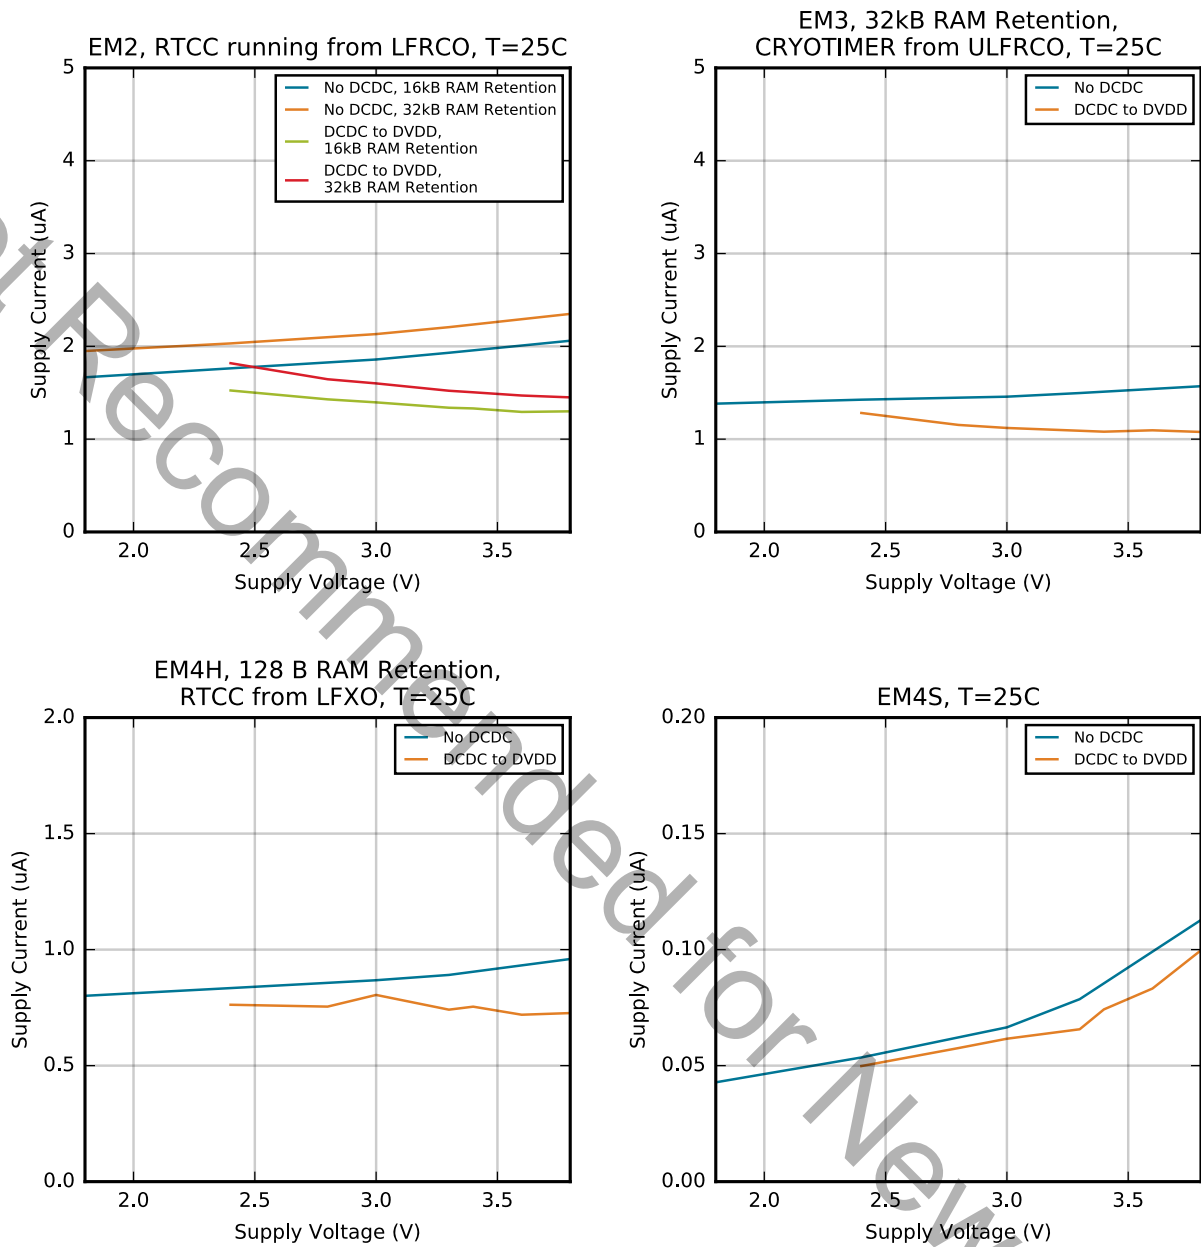 EM2, RTCC running from LFRCO, T=25C
5
4
3
2
1
0
Supply Current (uA)
No DCDC, 16kB RAM Retention
No DCDC, 32kB RAM Retention
DCDC to DVDD,
16kB RAM Retention
DCDC to DVDD,
32kB RAM Retention
2.0 2.5 3.0 3.5
Supply Voltage (V)
EM3, 32kB RAM Retention,
CRYOTIMER from ULFRCO, T=25C
5
4
3
2
1
0
Supply Current (uA)
No DCDC
DCDC to DVDD
2.0 2.5 3.0 3.5
Supply Voltage (V)
EM4H, 128 B RAM Retention,
RTCC from LFXO, T=25C
2.0
1.5
1.0
0.5
0.0
Supply Current (uA)
No DCDC
DCDC to DVDD
2.0 2.5 3.0 3.5
Supply Voltage (V)
EM4S, T=25C
0.20
0.15
0.10
0.05
0.00
Supply Current (uA)
No DCDC
DCDC to DVDD
2.0 2.5 3.0 3.5
Supply Voltage (V)
Recommended for New